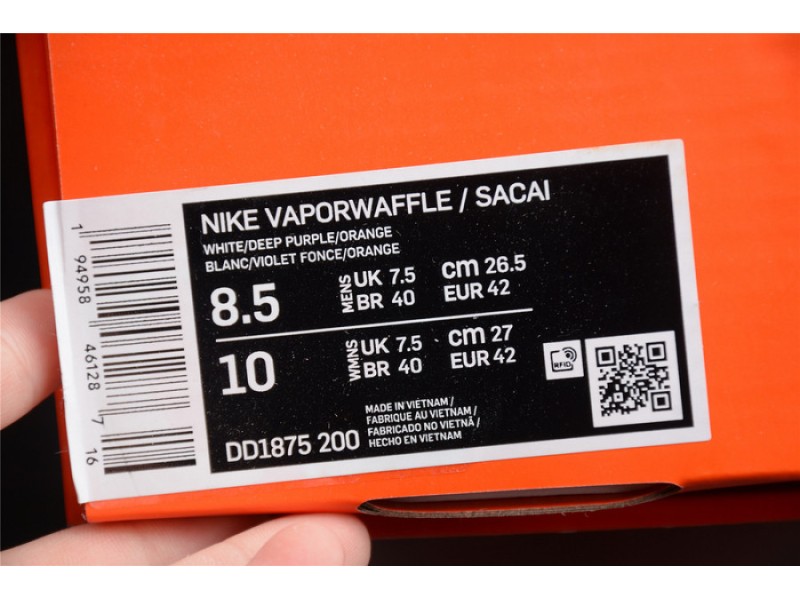 NIKE VAPORWAFFLE / SACAI
WHITE/DEEP PURPLE/ORANGE
BLANC/VIOLET FONCE/ORANGE
8.5 MENS UK 7.5 cm 26.5
BR 40 EUR 42
10 WMNS UK 7.5 cm 27
BR 40 EUR 42
RFID
MADE IN VIETNAM /
FABRIQUE AU VIETNAM /
FABRICADO NO VIETNÃ /
HECHO EN VIETNAM
DD1875 200
1 94958 46128 7 16